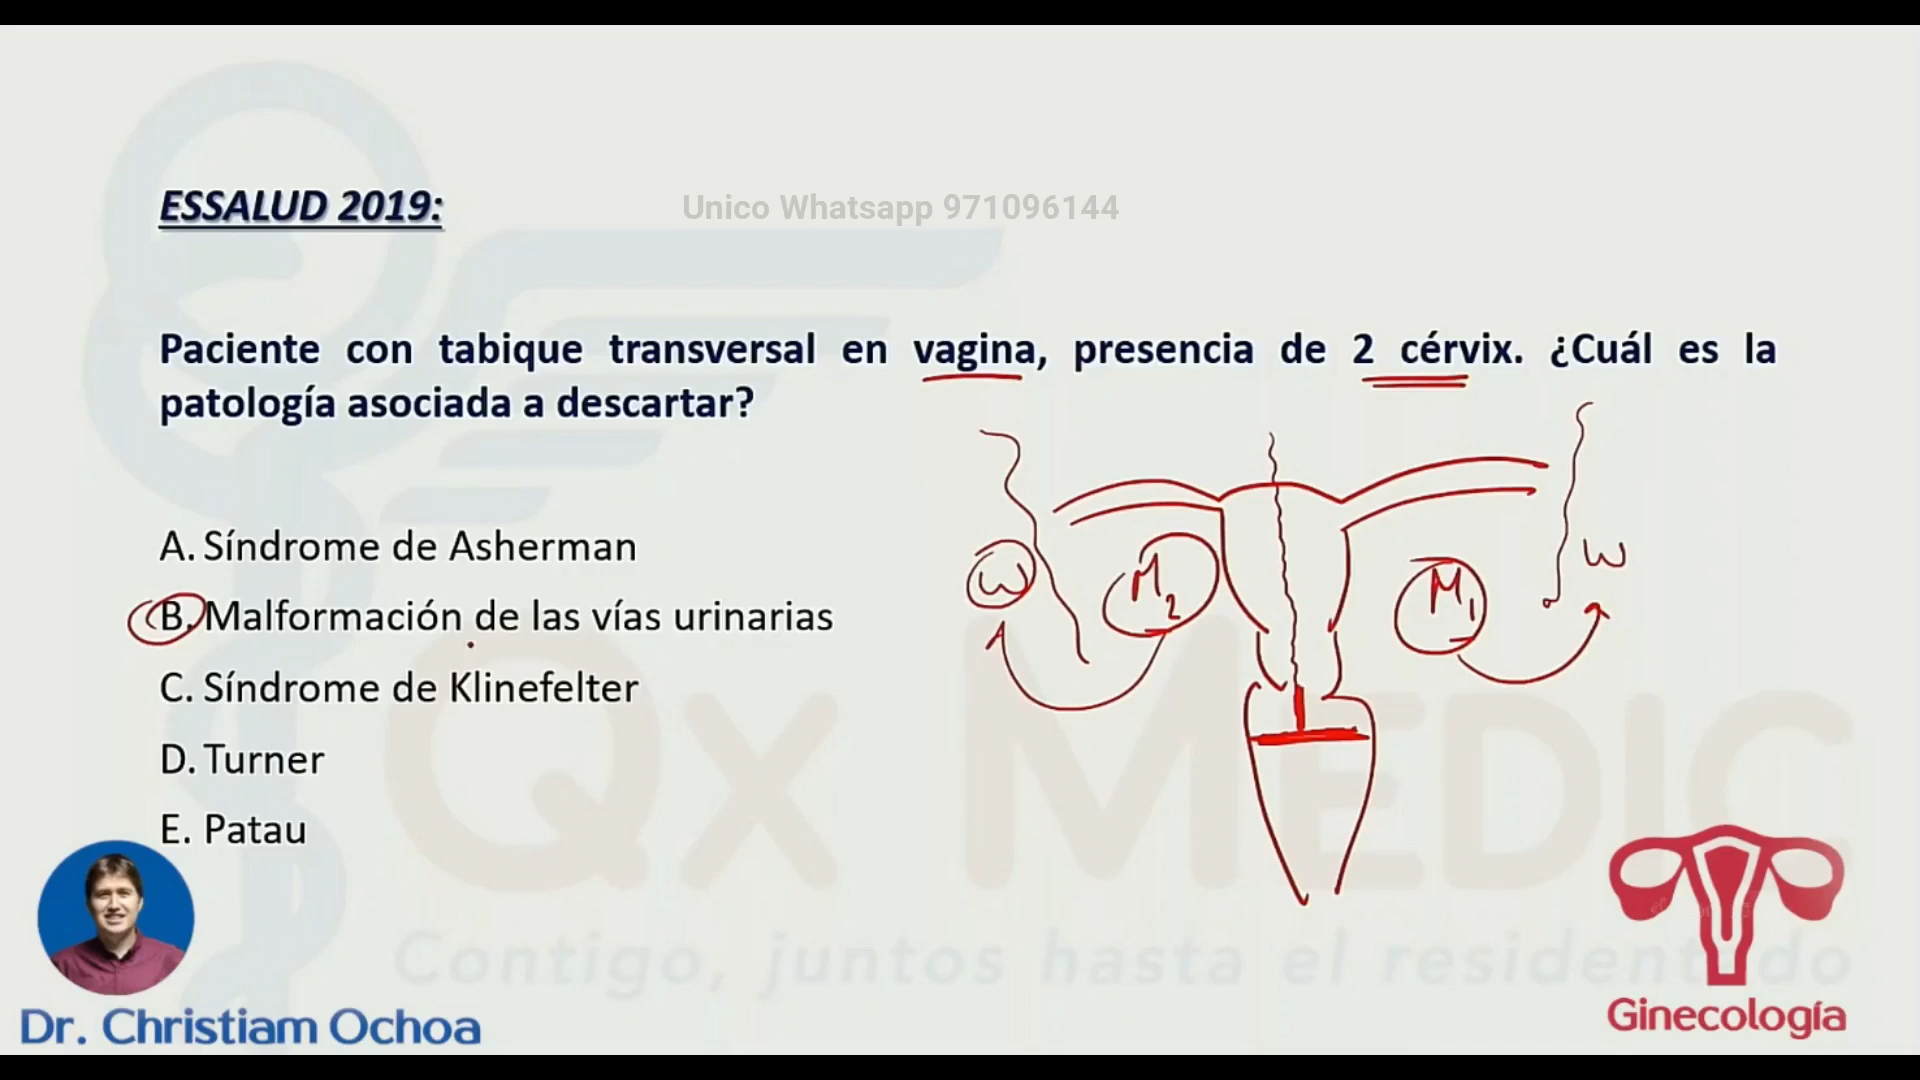 ESSALUD 2019:
Unico Whatsapp 971096144
Paciente con tabique transversal en vagina, presencia de 2 cérvix. ¿Cuál es la
patología asociada a descartar?
A. Síndrome de Asherman
B. Malformación de las vías urinarias
C. Síndrome de Klinefelter
D. Turner
E. Patau
W
M2
M1
W
Qx MEDIC
Contigo, juntos hasta el residentado
Dr. Christiam Ochoa
Ginecología